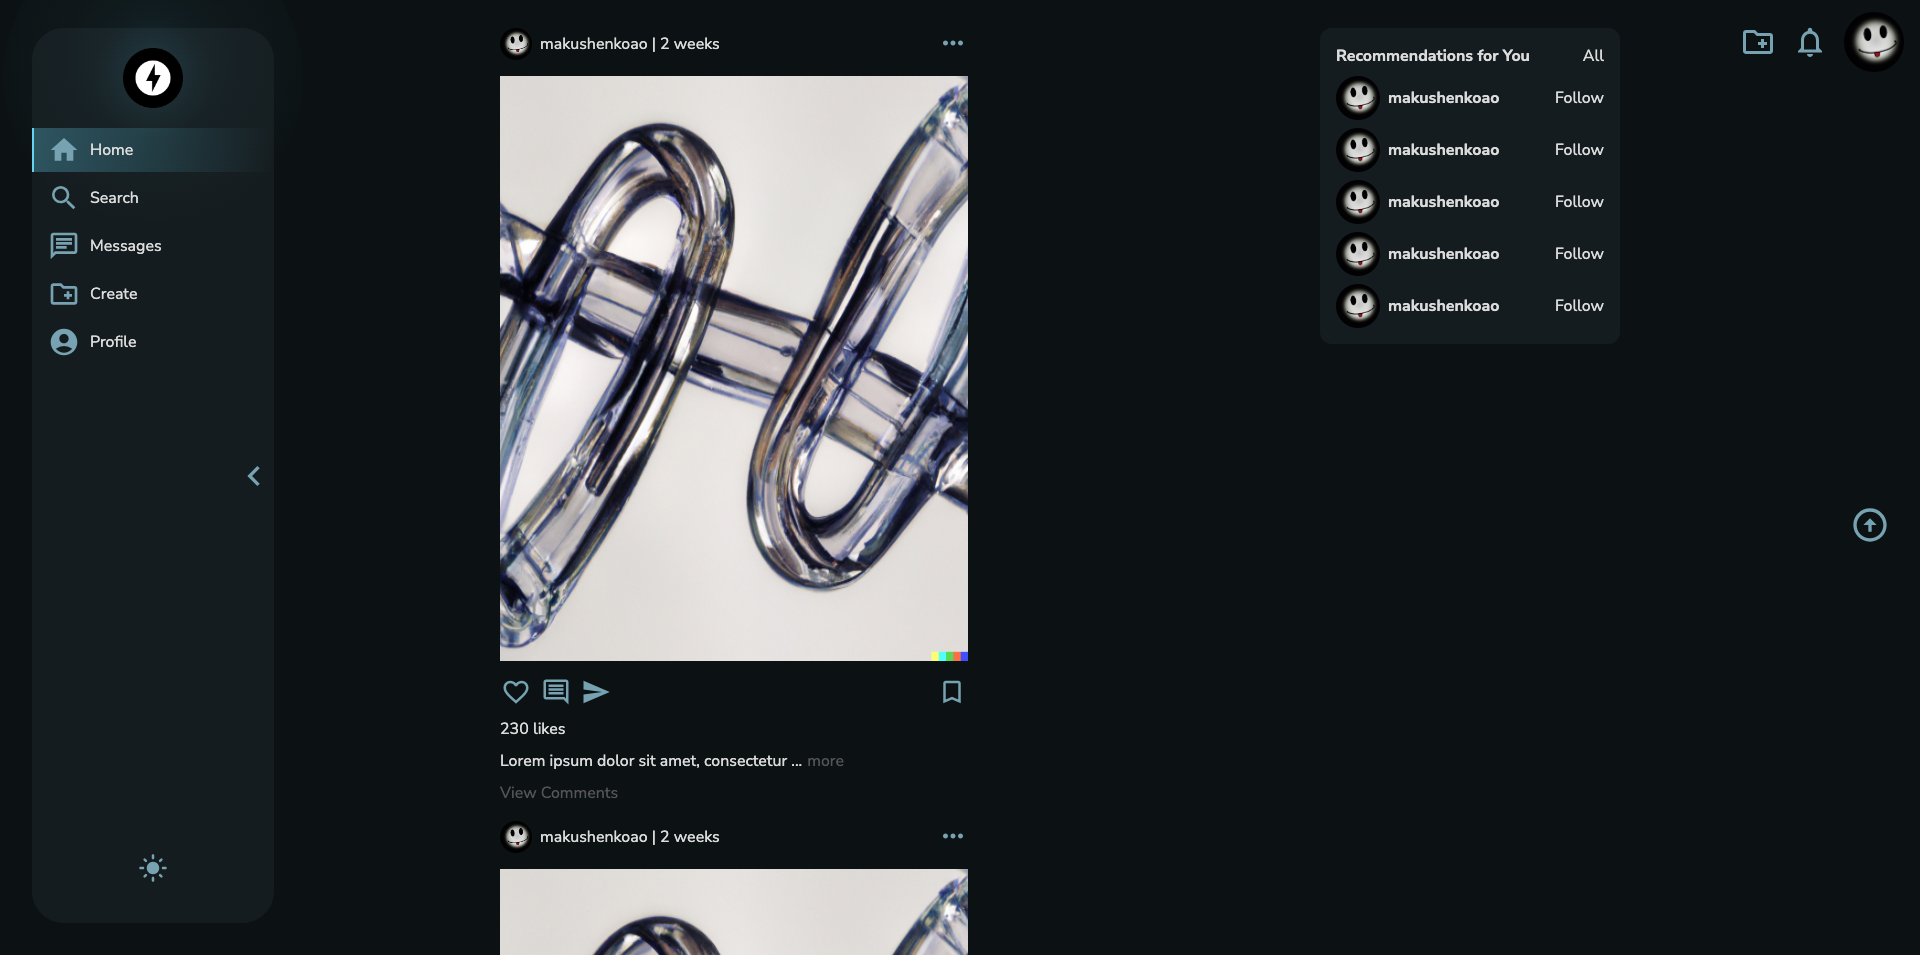 Home
Search
Messages
Create
Profile
makushenkoao | 2 weeks
230 likes
Lorem ipsum dolor sit amet, consectetur ... more
View Comments
makushenkoao | 2 weeks
Recommendations for You All
makushenkoao Follow
makushenkoao Follow
makushenkoao Follow
makushenkoao Follow
makushenkoao Follow